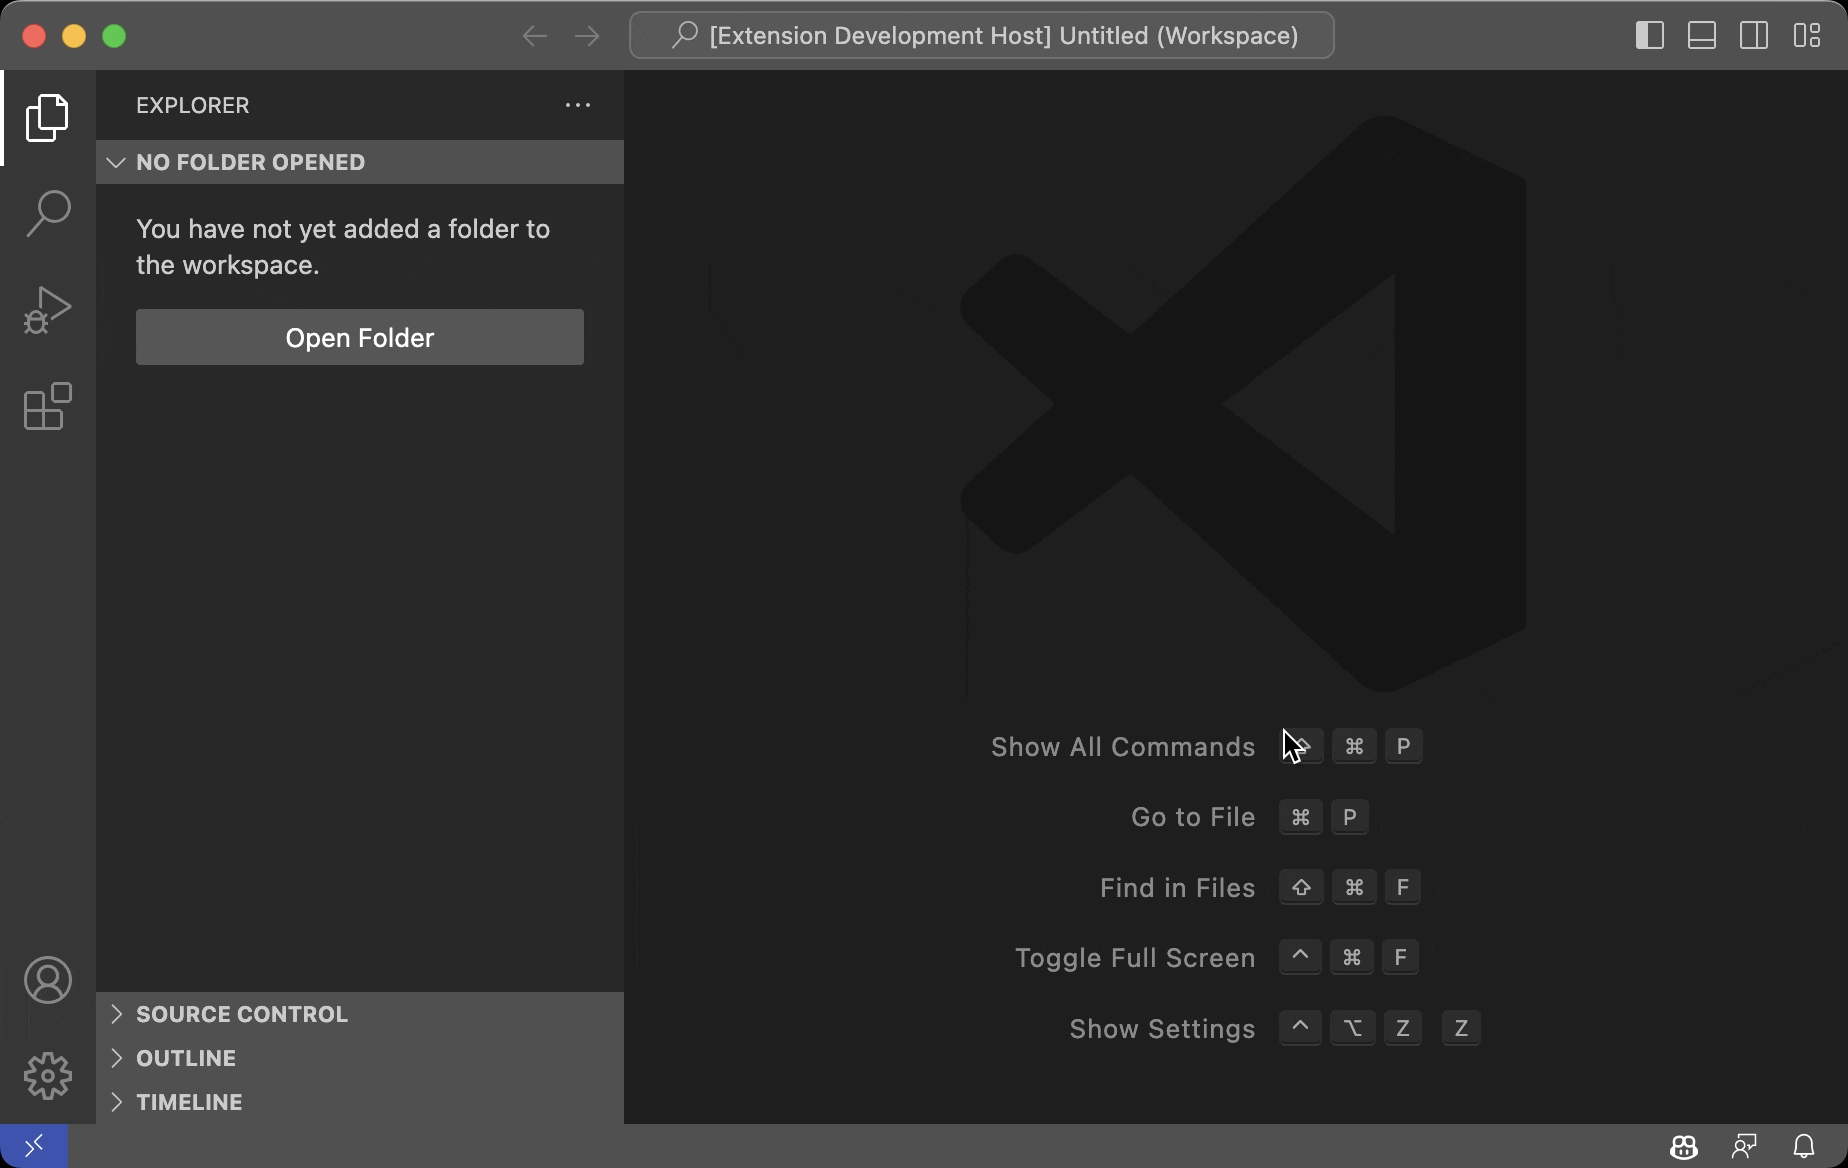 [Extension Development Host] Untitled (Workspace)
EXPLORER
NO FOLDER OPENED
You have not yet added a folder to
the workspace.
Open Folder
Show All Commands ⇧ ⌘ P
Go to File ⌘ P
Find in Files ⇧ ⌘ F
Toggle Full Screen ^ ⌘ F
Show Settings ^ ⌥ Z Z
SOURCE CONTROL
OUTLINE
TIMELINE